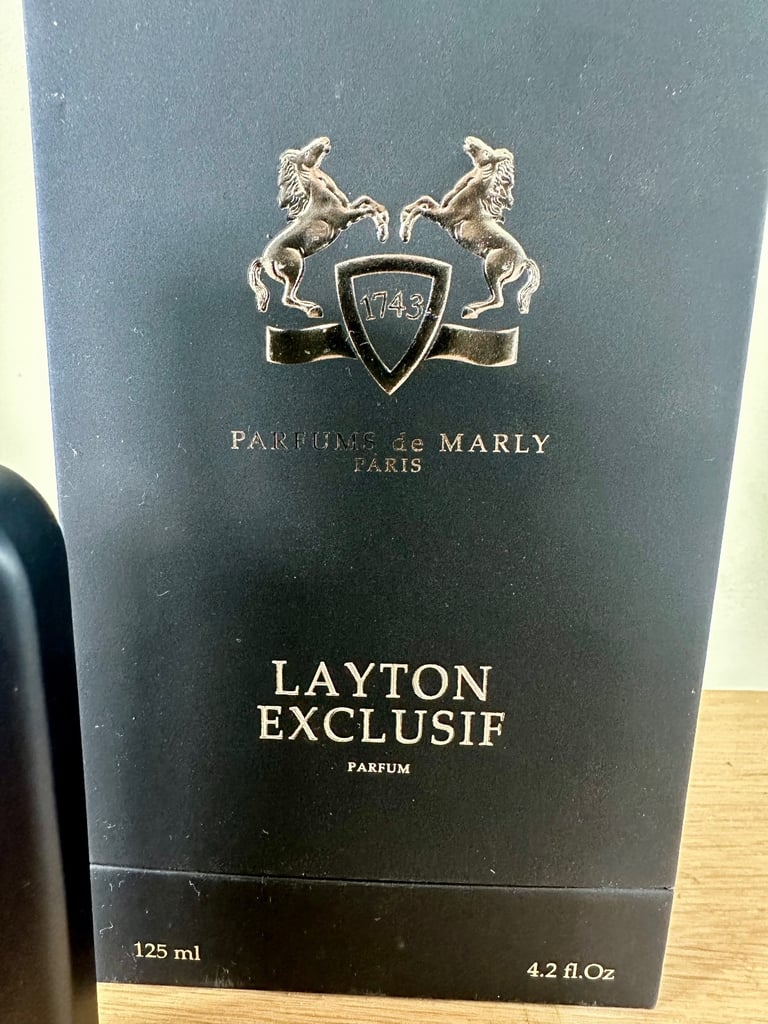 1743
PARFUMS de MARLY
PARIS
LAYTON
EXCLUSIF
PARFUM
125 ml
4.2 fl.Oz